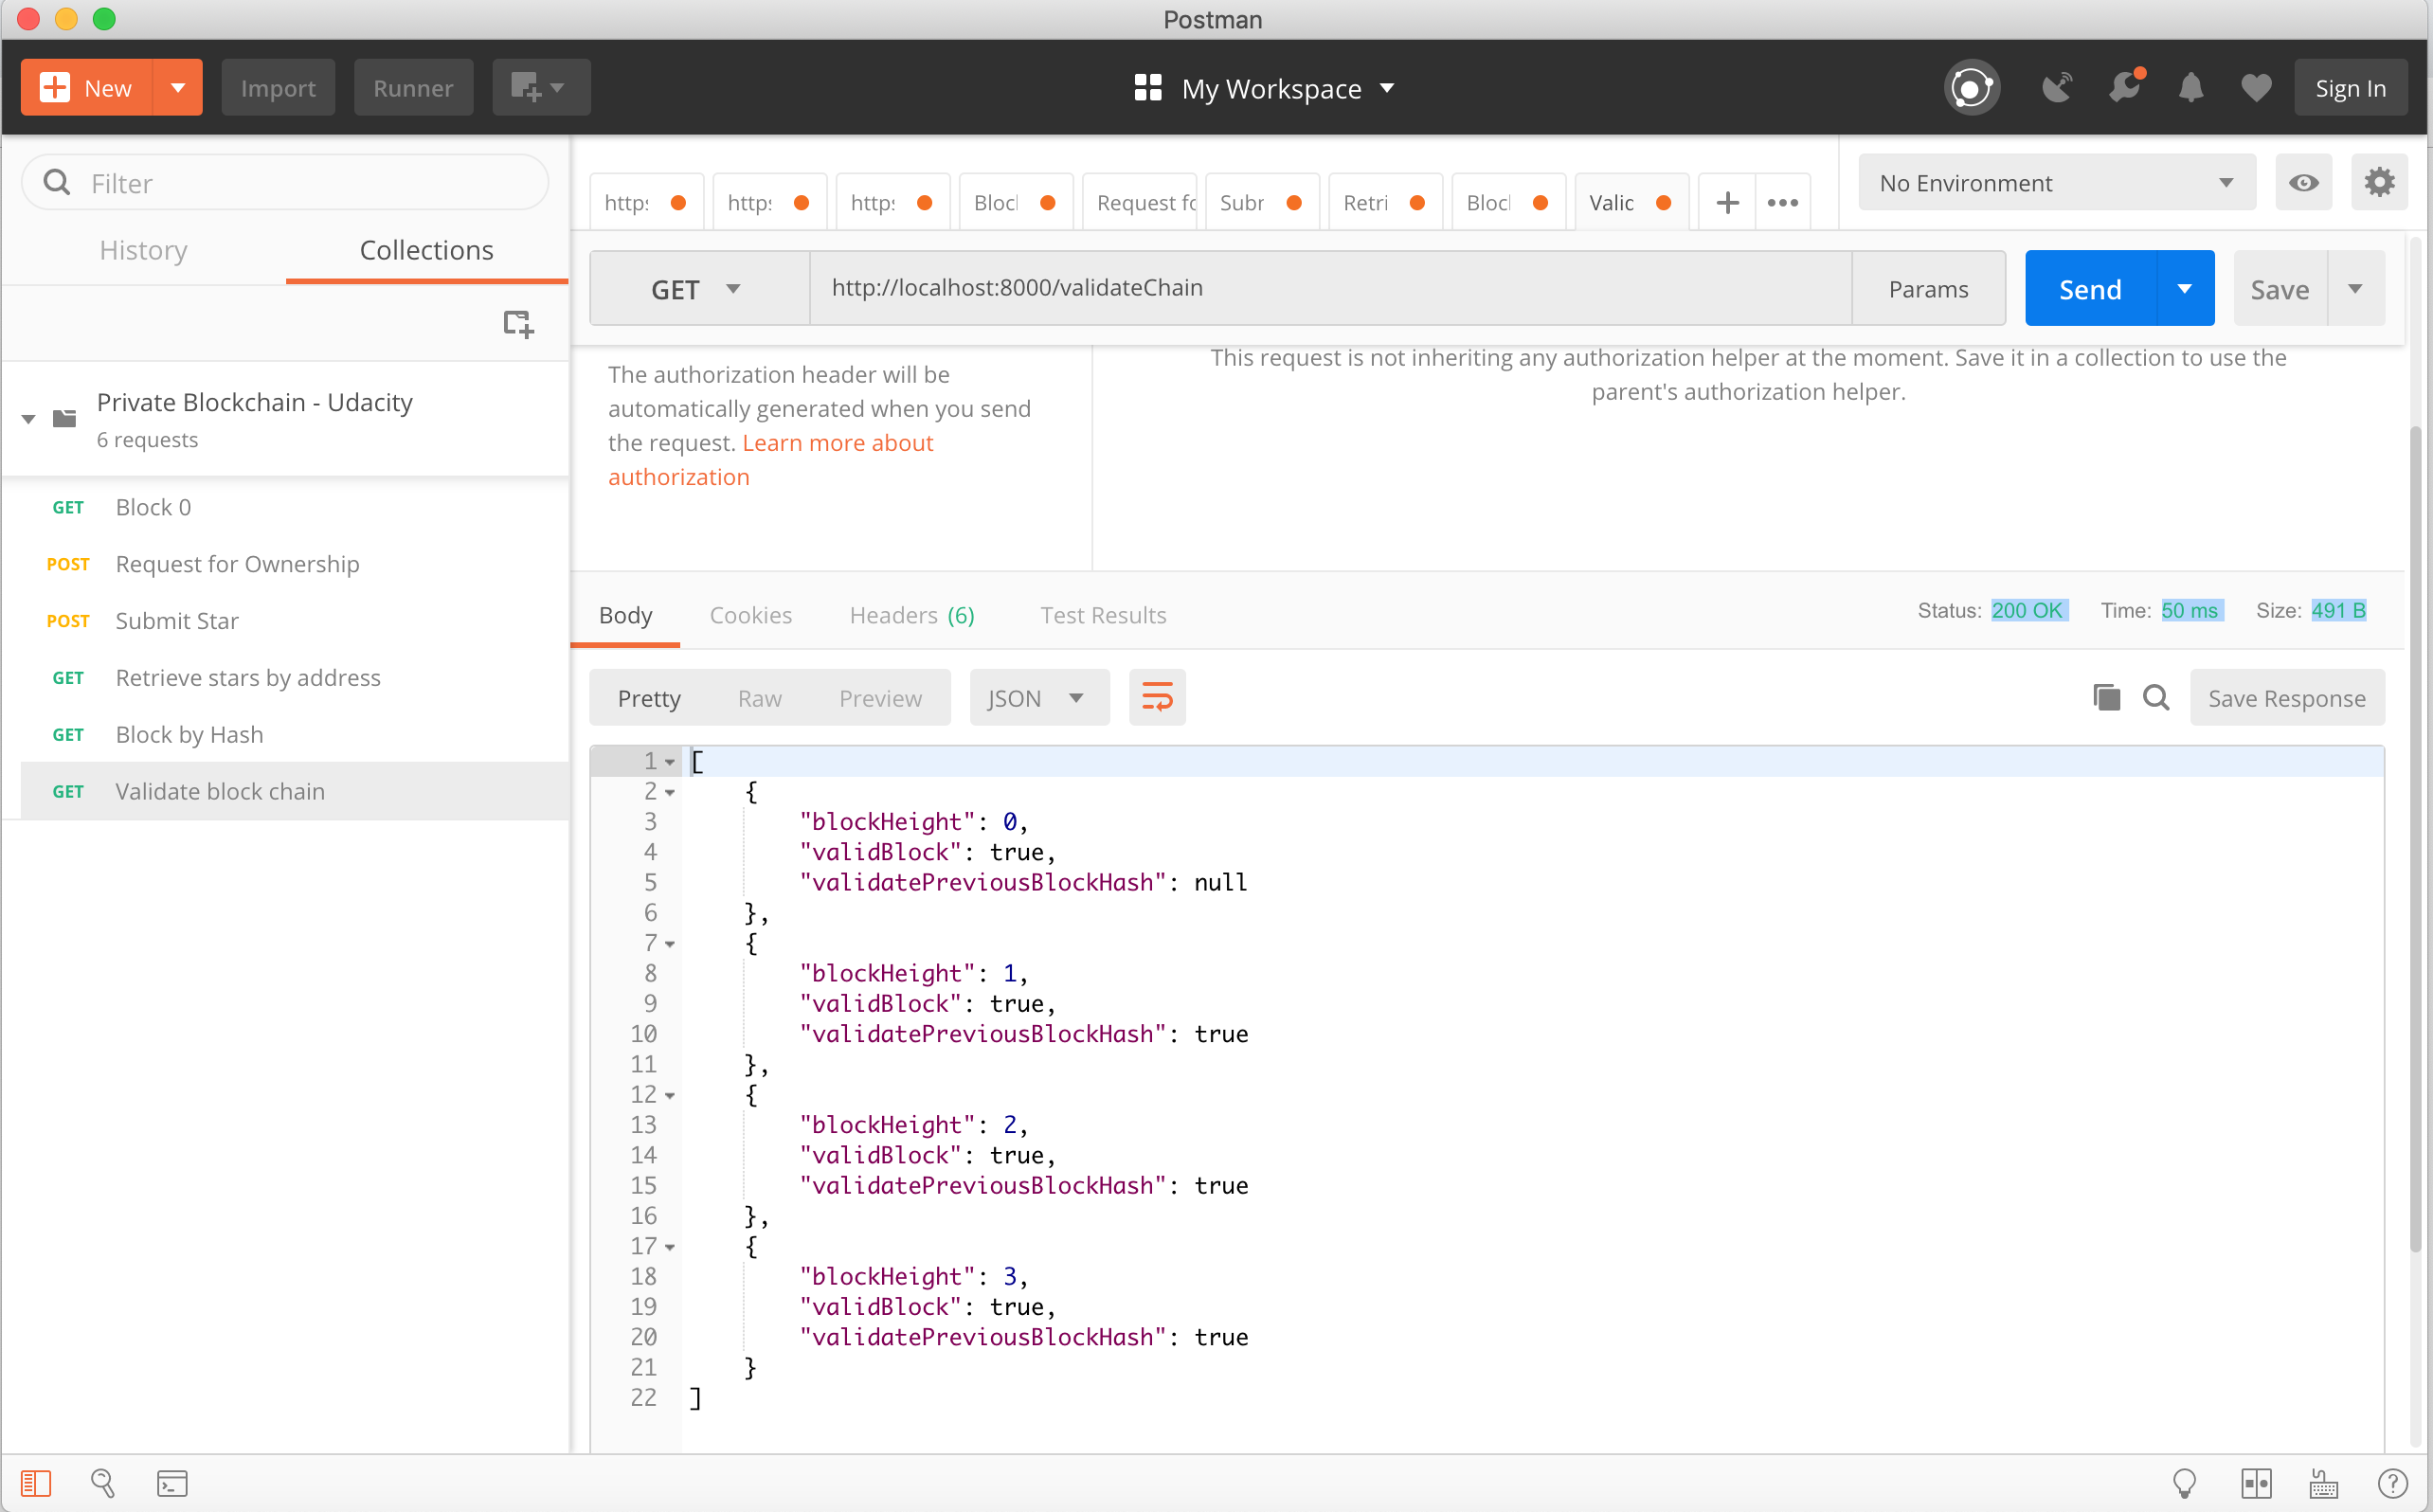 Postman
New
Import
Runner
My Workspace
Sign In
Filter
History
Collections
Private Blockchain - Udacity
6 requests
GET Block 0
POST Request for Ownership
POST Submit Star
GET Retrieve stars by address
GET Block by Hash
GET Validate block chain
https
https
https
Block
Request fo
Subr
Retri
Block
Valic
No Environment
GET
http://localhost:8000/validateChain
Params
Send
Save
The authorization header will be
automatically generated when you send
the request. Learn more about
authorization
This request is not inheriting any authorization helper at the moment. Save it in a collection to use the
parent's authorization helper.
Body
Cookies
Headers (6)
Test Results
Status: 200 OK
Time: 50 ms
Size: 491 B
Pretty
Raw
Preview
JSON
Save Response
1 [
2 {
3 "blockHeight": 0,
4 "validBlock": true,
5 "validatePreviousBlockHash": null
6 },
7 {
8 "blockHeight": 1,
9 "validBlock": true,
10 "validatePreviousBlockHash": true
11 },
12 {
13 "blockHeight": 2,
14 "validBlock": true,
15 "validatePreviousBlockHash": true
16 },
17 {
18 "blockHeight": 3,
19 "validBlock": true,
20 "validatePreviousBlockHash": true
21 }
22 ]